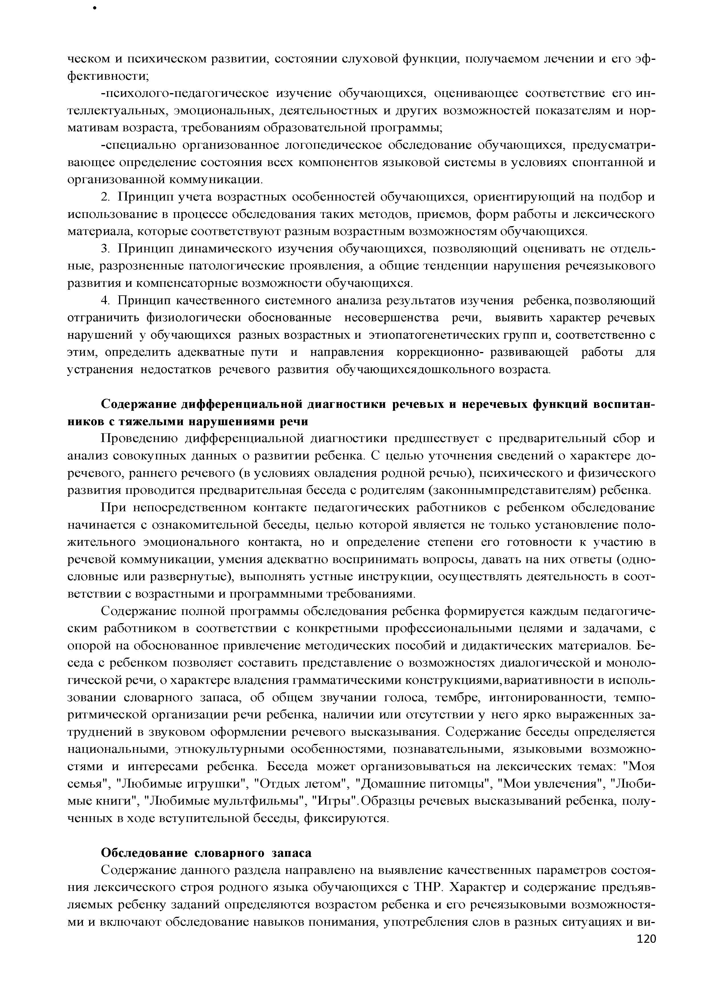 ческом и психическом развитии, состоянии слуховой функции, получаемом лечении и его эф-
фективности;
-психолого-педагогическое изучение обучающихся, оценивающее соответствие его ин-
теллектуальных, эмоциональных, деятельностных и других возможностей показателям и нор-
мативам возраста, требованиям образовательной программы;
-специально организованное логопедическое обследование обучающихся, предусматри-
вающее определение состояния всех компонентов языковой системы в условиях спонтанной и
организованной коммуникации.
2. Принцип учета возрастных особенностей обучающихся, ориентирующий на подбор и
использование в процессе обследования таких методов, приемов, форм работы и лексического
материала, которые соответствуют разным возрастным возможностям обучающихся.
3. Принцип динамического изучения обучающихся, позволяющий оценивать не отдель-
ные, разрозненные патологические проявления, а общие тенденции нарушения речеязыкового
развития и компенсаторные возможности обучающихся.
4. Принцип качественного системного анализа результатов изучения ребенка,позволяющий
отграничить физиологически обоснованные несовершенства речи, выявить характер речевых
нарушений у обучающихся разных возрастных и этиопатогенетических групп и, соответственно с
этим, определить адекватные пути и направления коррекционно- развивающей работы для
устранения недостатков речевого развития обучающихсядошкольного возраста.
Содержание дифференциальной диагностики речевых и неречевых функций воспитан-
ников с тяжелыми нарушениями речи
Проведению дифференциальной диагностики предшествует с предварительный сбор и
анализ совокупных данных о развитии ребенка. С целью уточнения сведений о характере до-
речевого, раннего речевого (в условиях овладения родной речью), психического и физического
развития проводится предварительная беседа с родителям (законнымпредставителям) ребенка.
При непосредственном контакте педагогических работников с ребенком обследование
начинается с ознакомительной беседы, целью которой является не только установление поло-
жительного эмоционального контакта, но и определение степени его готовности к участию в
речевой коммуникации, умения адекватно воспринимать вопросы, давать на них ответы (одно-
словные или развернутые), выполнять устные инструкции, осуществлять деятельность в соот-
ветствии с возрастными и программными требованиями.
Содержание полной программы обследования ребенка формируется каждым педагогиче-
ским работником в соответствии с конкретными профессиональными целями и задачами, с
опорой на обоснованное привлечение методических пособий и дидактических материалов. Бе-
седа с ребенком позволяет составить представление о возможностях диалогической и моноло-
гической речи, о характере владения грамматическими конструкциями,вариативности в исполь-
зовании словарного запаса, об общем звучании голоса, тембре, интонированности, темпо-
ритмической организации речи ребенка, наличии или отсутствии у него ярко выраженных за-
труднений в звуковом оформлении речевого высказывания. Содержание беседы определяется
национальными, этнокультурными особенностями, познавательными, языковыми возможно-
стями и интересами ребенка. Беседа может организовываться на лексических темах: "Моя
семья", "Любимые игрушки", "Отдых летом", "Домашние питомцы", "Мои увлечения", "Люби-
мые книги", "Любимые мультфильмы", "Игры".Образцы речевых высказываний ребенка, полу-
ченных в ходе вступительной беседы, фиксируются.
Обследование словарного запаса
Содержание данного раздела направлено на выявление качественных параметров состоя-
ния лексического строя родного языка обучающихся с ТНР. Характер и содержание предъяв-
ляемых ребенку заданий определяются возрастом ребенка и его речеязыковыми возможностя-
ми и включают обследование навыков понимания, употребления слов в разных ситуациях и ви-
120